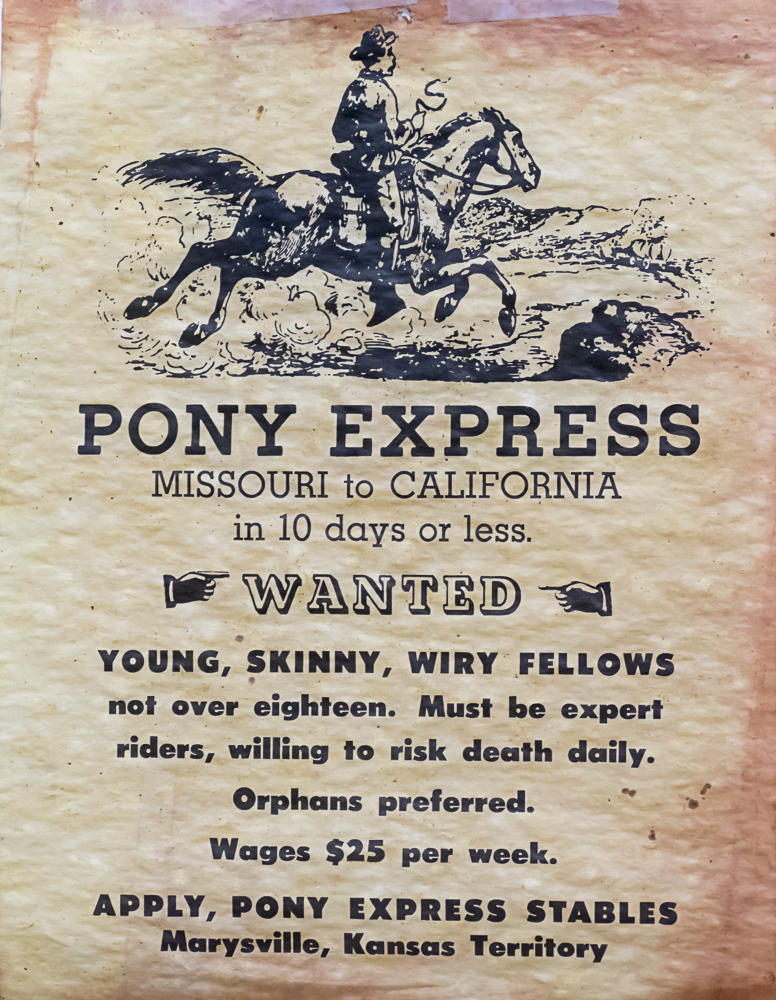 PONY EXPRESS
MISSOURI to CALIFORNIA
in 10 days or less.
WANTED
YOUNG, SKINNY, WIRY FELLOWS
not over eighteen. Must be expert
riders, willing to risk death daily.
Orphans preferred.
Wages $25 per week.
APPLY, PONY EXPRESS STABLES
Marysville, Kansas Territory